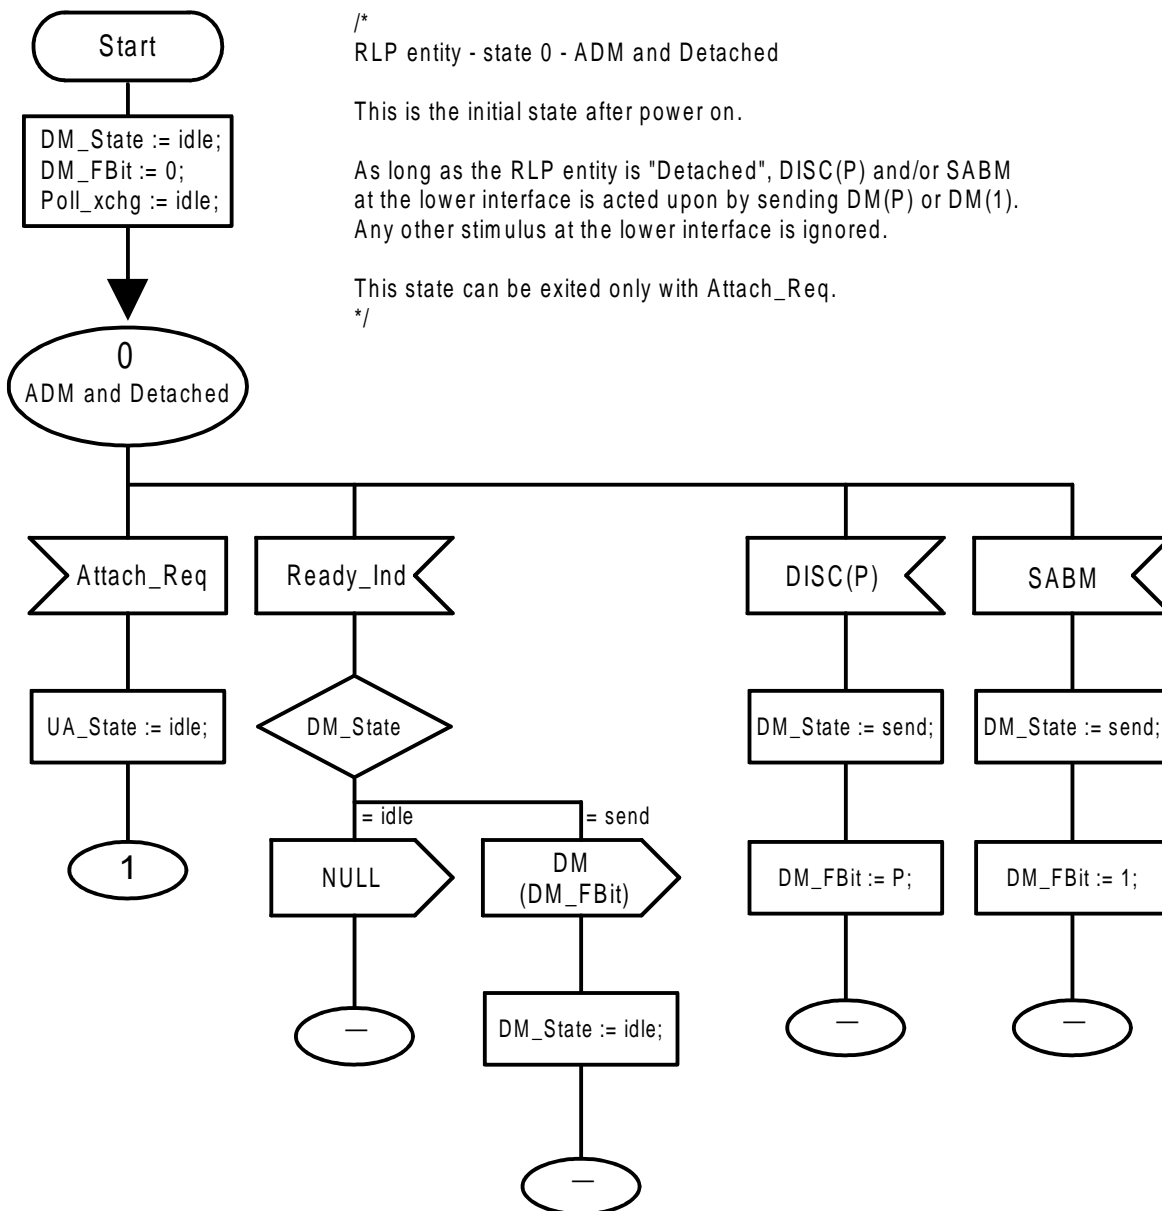 Start
DM_State := idle;
DM_FBit := 0;
Poll_xchg := idle;
/*
RLP entity - state 0 - ADM and Detached
This is the initial state after power on.
As long as the RLP entity is "Detached", DISC(P) and/or SABM
at the lower interface is acted upon by sending DM(P) or DM(1).
Any other stimulus at the lower interface is ignored.
This state can be exited only with Attach_Req.
*/
0
ADM and Detached
Attach_Req
Ready_Ind
DISC(P)
SABM
UA_State := idle;
DM_State
DM_State := send;
DM_State := send;
= idle
= send
1
NULL
DM
(DM_FBit)
DM_FBit := P;
DM_FBit := 1;
–
DM_State := idle;
–
–
–